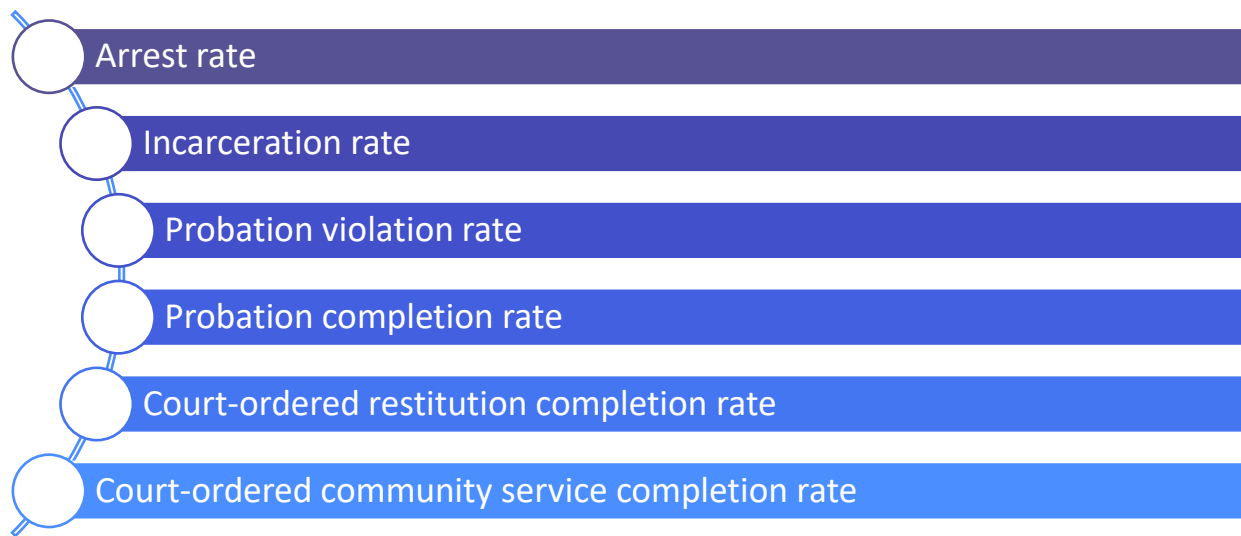 Arrest rate
Incarceration rate
Probation violation rate
Probation completion rate
Court-ordered restitution completion rate
Court-ordered community service completion rate